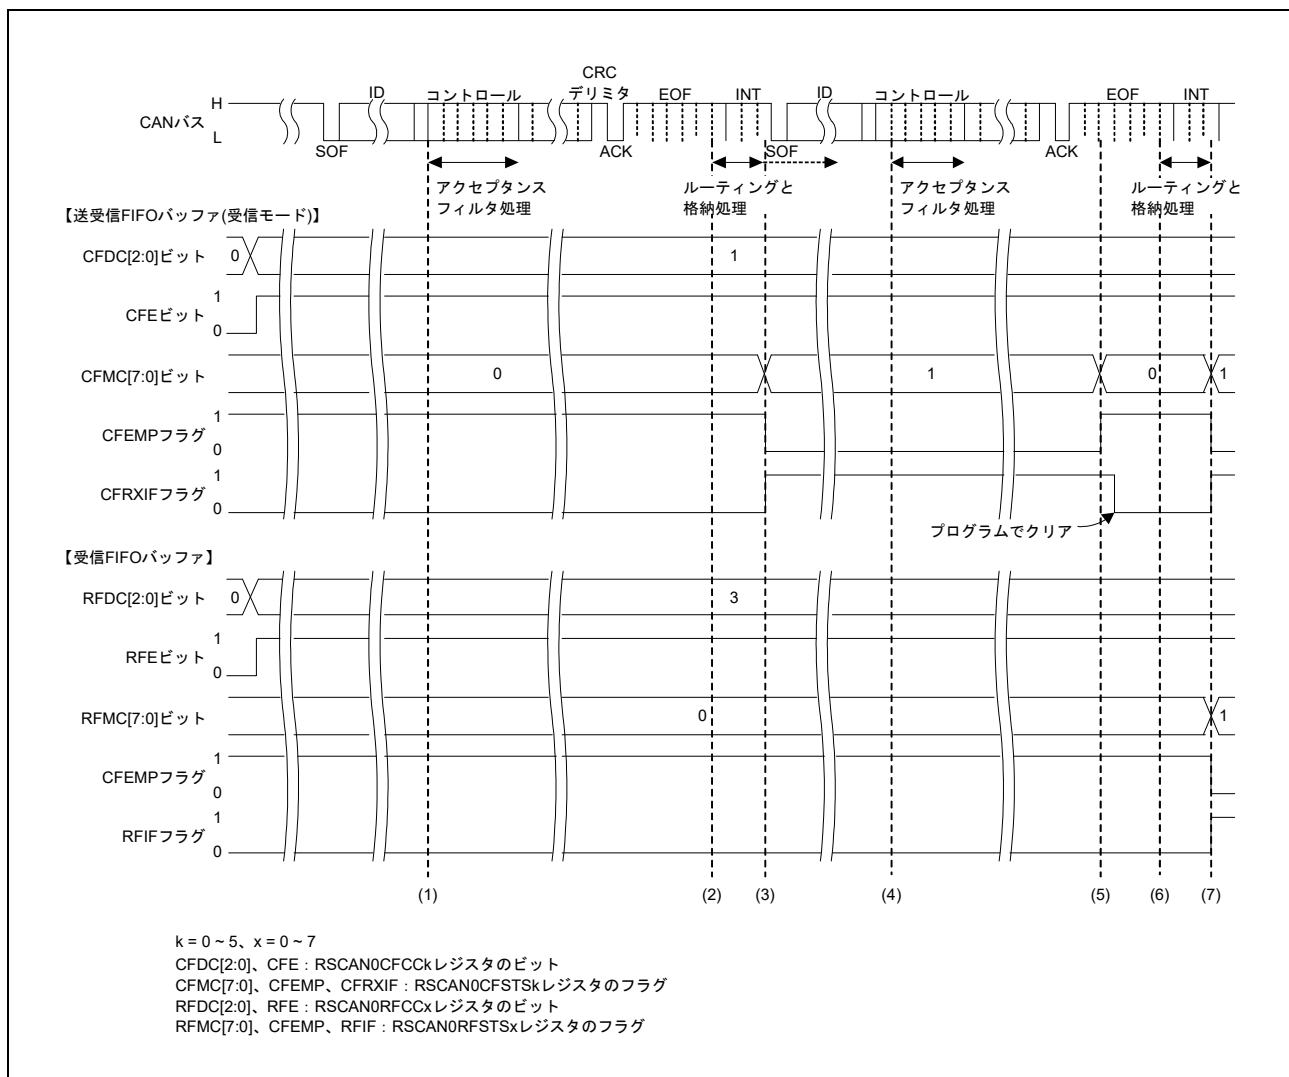 CRC
ID コントロール デリミタ EOF INT ID コントロール EOF INT
H
CANバス
L
SOF ACK SOF ACK
アクセプタンス ルーティングと アクセプタンス ルーティングと
フィルタ処理 格納処理 フィルタ処理 格納処理
【送受信FIFOバッファ(受信モード)】
CFDC[2:0]ビット 0 1
1
CFEビット
0
CFMC[7:0]ビット 0 1 0 1
1
CFEMPフラグ
0
1
CFRXIFフラグ
0
プログラムでクリア
【受信FIFOバッファ】
RFDC[2:0]ビット 0 3
1
RFEビット
0
RFMC[7:0]ビット 0 1
1
CFEMPフラグ
0
1
RFIFフラグ
0
(1) (2) (3) (4) (5) (6) (7)
k = 0 ~ 5、x = 0 ~ 7
CFDC[2:0]、CFE : RSCAN0CFCCkレジスタのビット
CFMC[7:0]、CFEMP、CFRXIF : RSCAN0CFSTSkレジスタのフラグ
RFDC[2:0]、RFE : RSCAN0RFCCxレジスタのビット
RFMC[7:0]、CFEMP、RFIF : RSCAN0RFSTSxレジスタのフラグ